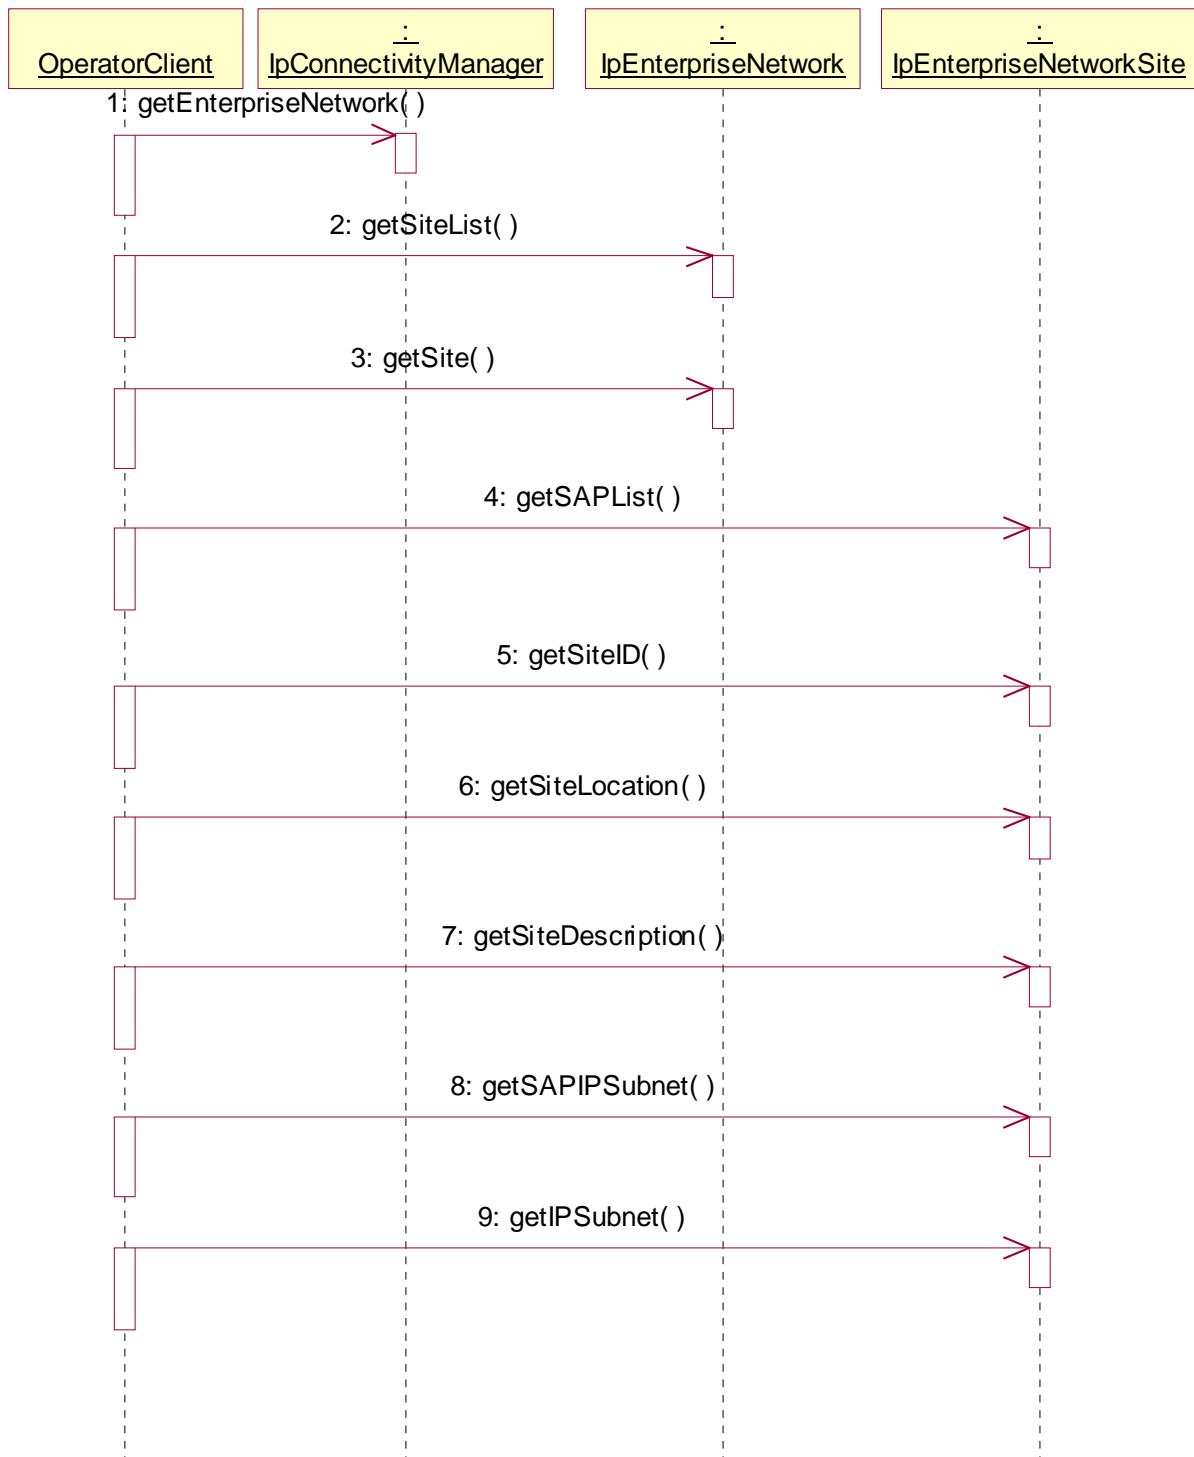 OperatorClient
:
IpConnectivityManager
:
IpEnterpriseNetwork
:
IpEnterpriseNetworkSite
1: getEnterpriseNetwork( )
2: getSiteList( )
3: getSite( )
4: getSAPList( )
5: getSiteID( )
6: getSiteLocation( )
7: getSiteDescription( )
8: getSAPIPSubnet( )
9: getIPSubnet( )